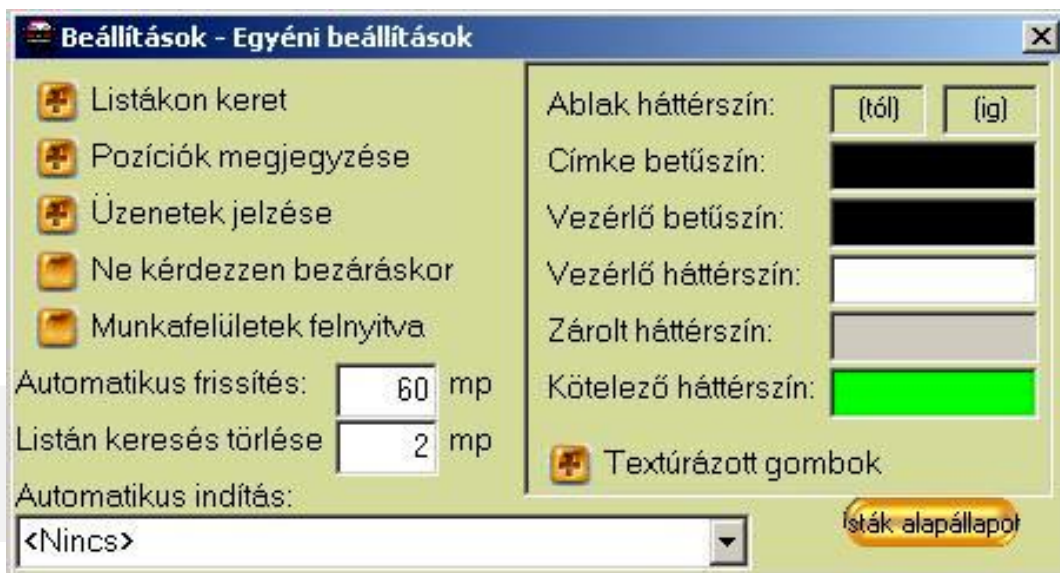 Beállítások - Egyéni beállítások
Listákon keret
Pozíciók megjegyzése
Üzenetek jelzése
Ne kérdezzen bezáráskor
Munkafelületek felnyitva
Automatikus frissítés: 60 mp
Listán keresés törlése 2 mp
Automatikus indítás:
<Nincs>
Ablak háttérszín: (tól) (ig)
Címke betűszín:
Vezérlő betűszín:
Vezérlő háttérszín:
Zárolt háttérszín:
Kötelező háttérszín:
Textúrázott gombok
isták alapállapot